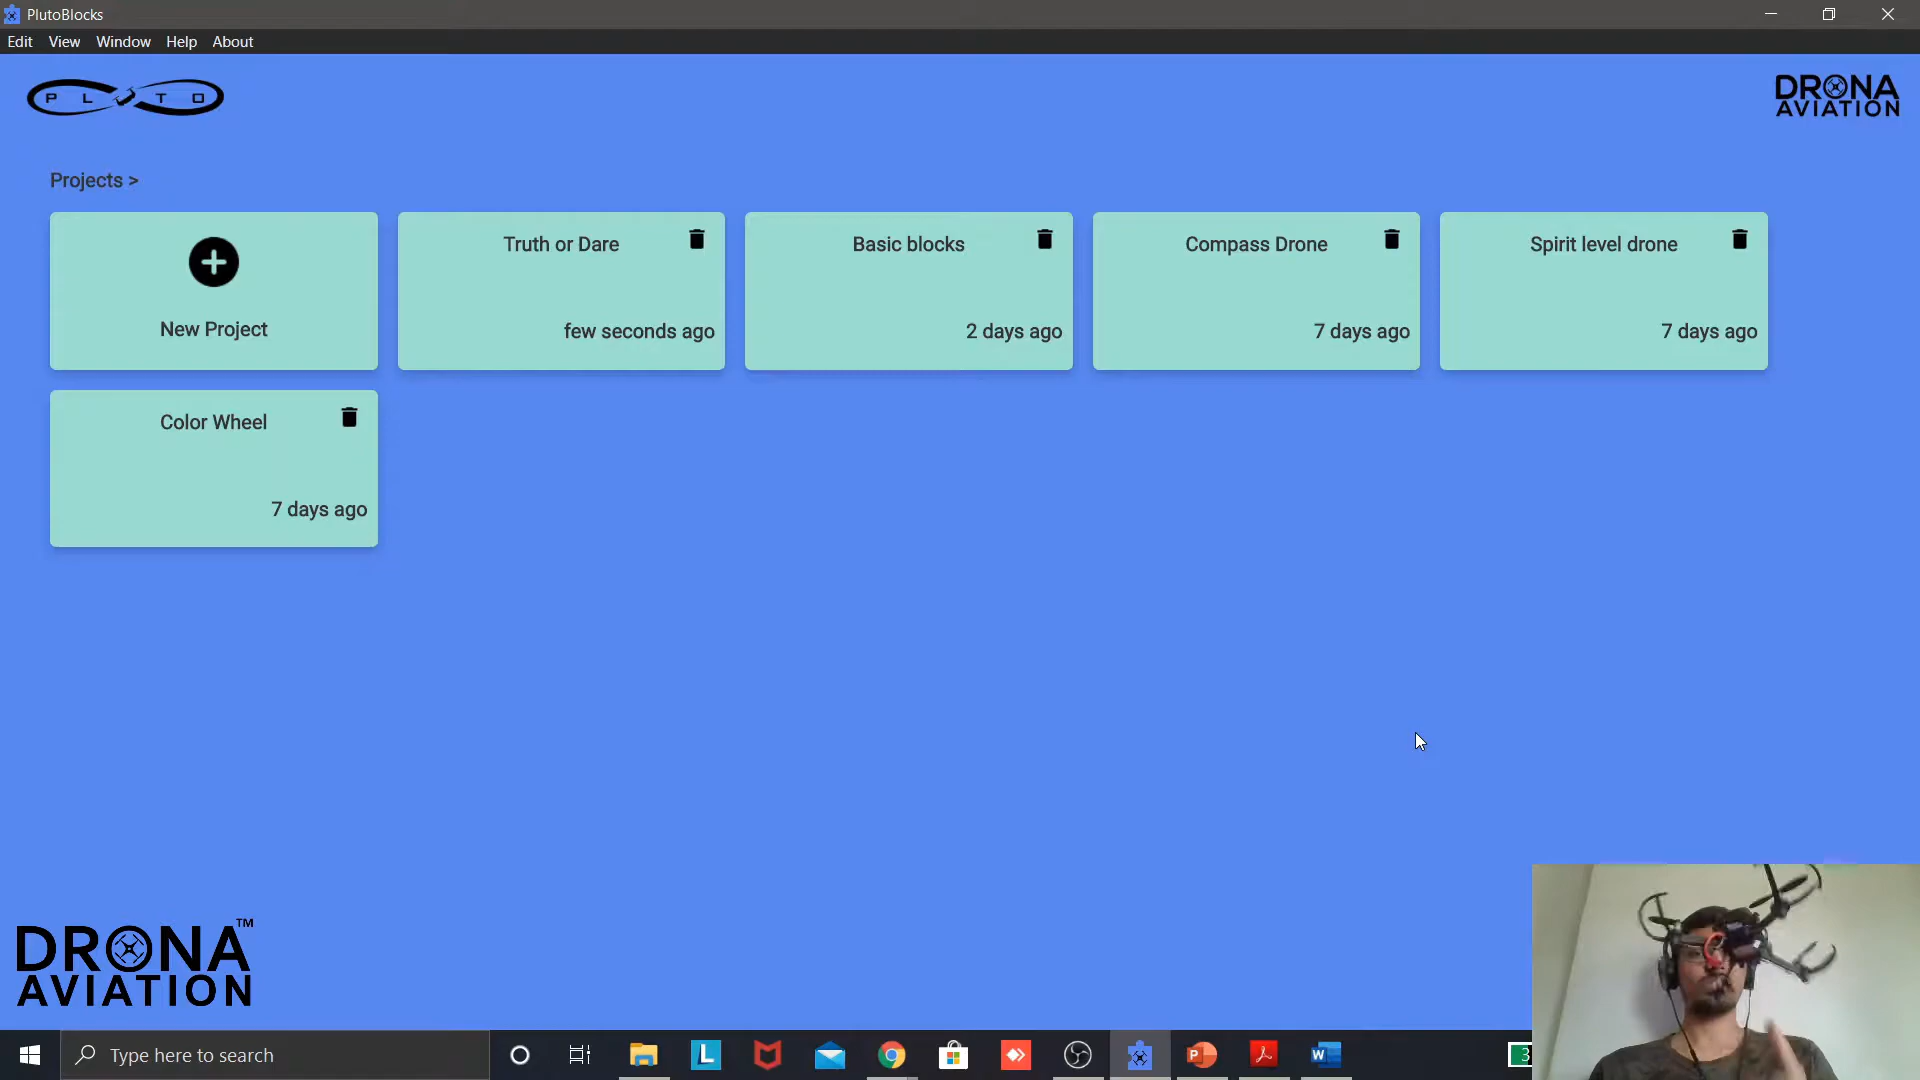 PlutoBlocks
Edit View Window Help About
PLUTO
DRONA
AVIATION
Projects >
New Project
Truth or Dare
few seconds ago
Basic blocks
2 days ago
Compass Drone
7 days ago
Spirit level drone
7 days ago
Color Wheel
7 days ago
DRONA™
AVIATION
Type here to search
3